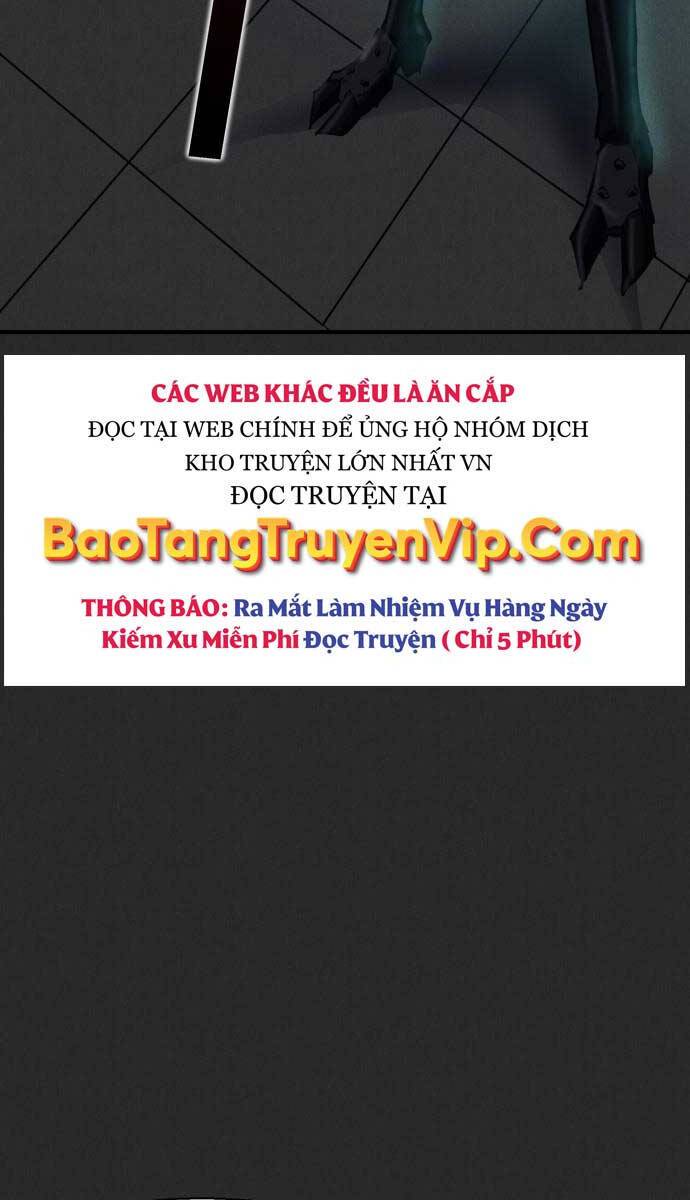 CÁC WEB KHÁC ĐỀU LÀ ĂN CẮP
ĐỌC TẠI WEB CHÍNH ĐỂ ỦNG HỘ NHÓM DỊCH
KHO TRUYỆN LỚN NHẤT VN
ĐỌC TRUYỆN TẠI
BaoTangTruyenVip.Com
THÔNG BÁO: Ra Mắt Làm Nhiệm Vụ Hàng Ngày
Kiếm Xu Miễn Phí Đọc Truyện ( Chỉ 5 Phút)